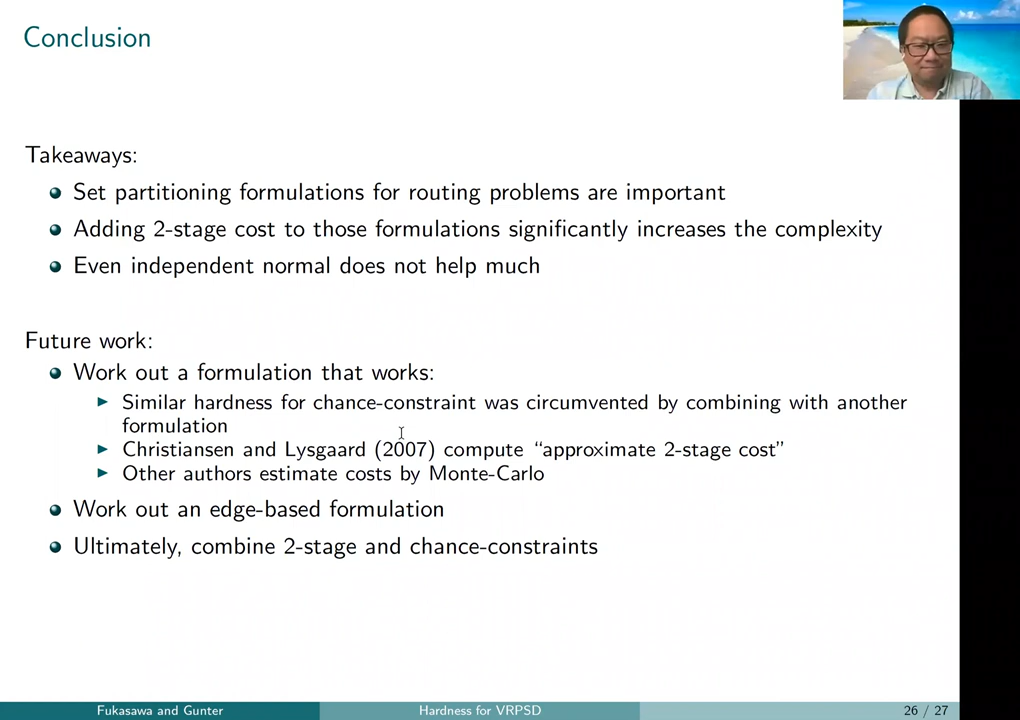 Conclusion
Takeaways:
Set partitioning formulations for routing problems are important
Adding 2-stage cost to those formulations significantly increases the complexity
Even independent normal does not help much
Future work:
Work out a formulation that works:
Similar hardness for chance-constraint was circumvented by combining with another
formulation
Christiansen and Lysgaard (2007) compute “approximate 2-stage cost”
Other authors estimate costs by Monte-Carlo
Work out an edge-based formulation
Ultimately, combine 2-stage and chance-constraints
Fukasawa and Gunter
Hardness for VRPSD
26 / 27